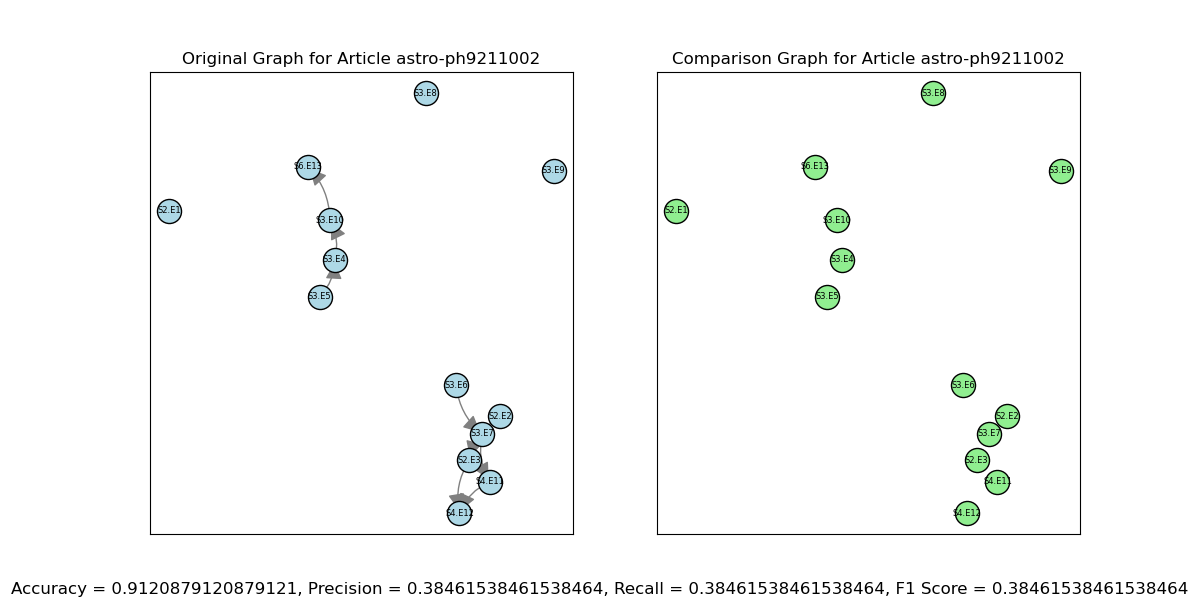 Original Graph for Article astro-ph9211002
Comparison Graph for Article astro-ph9211002
S3.E8
S6.E13
S3.E9
S2.E1
S3.E10
S3.E4
S3.E5
S3.E6
S2.E2
S3.E7
S2.E3
S4.E11
S4.E12
S3.E8
S6.E13
S3.E9
S2.E1
S3.E10
S3.E4
S3.E5
S3.E6
S2.E2
S3.E7
S2.E3
S4.E11
S4.E12
Accuracy = 0.9120879120879121, Precision = 0.38461538461538464, Recall = 0.38461538461538464, F1 Score = 0.38461538461538464